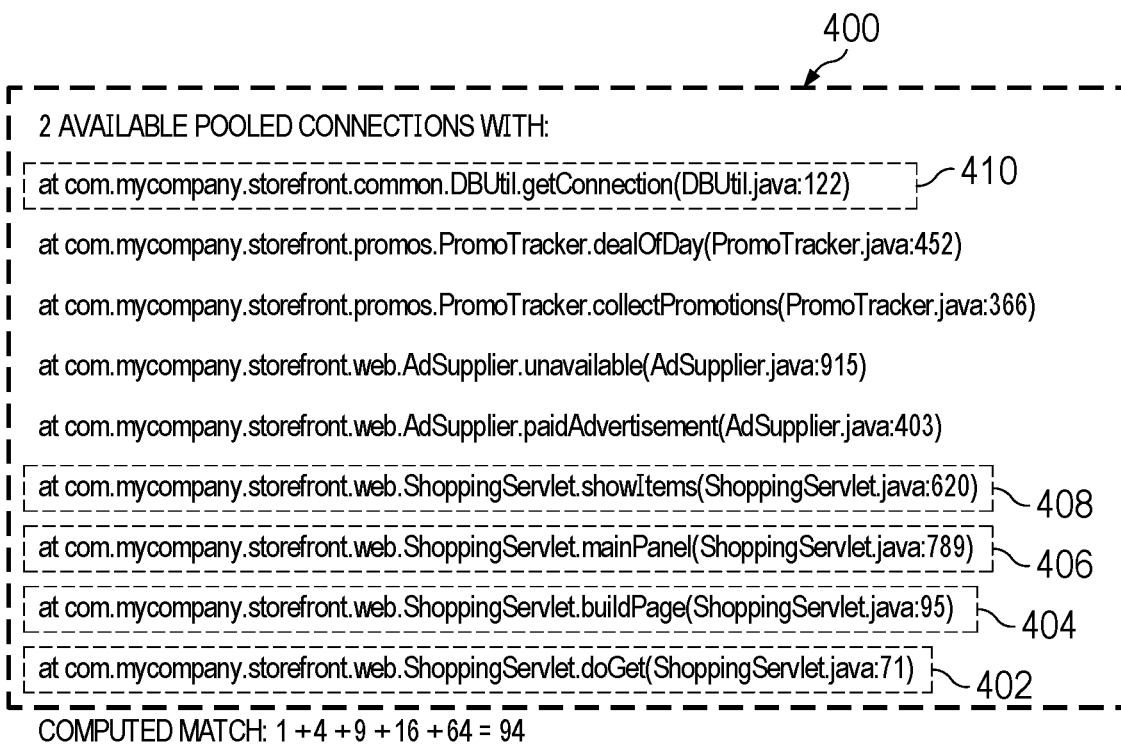 400
2 AVAILABLE POOLED CONNECTIONS WITH:
at com.mycompany.storefront.common.DBUtil.getConnection(DBUtil.java:122)
410
at com.mycompany.storefront.promos.PromoTracker.dealOfDay(PromoTracker.java:452)
at com.mycompany.storefront.promos.PromoTracker.collectPromotions(PromoTracker.java:366)
at com.mycompany.storefront.web.AdSupplier.unavailable(AdSupplier.java:915)
at com.mycompany.storefront.web.AdSupplier.paidAdvertisement(AdSupplier.java:403)
at com.mycompany.storefront.web.ShoppingServlet.showItems(ShoppingServlet.java:620)
408
at com.mycompany.storefront.web.ShoppingServlet.mainPanel(ShoppingServlet.java:789)
406
at com.mycompany.storefront.web.ShoppingServlet.buildPage(ShoppingServlet.java:95)
404
at com.mycompany.storefront.web.ShoppingServlet.doGet(ShoppingServlet.java:71)
402
COMPUTED MATCH: 1 + 4 + 9 + 16 + 64 = 94